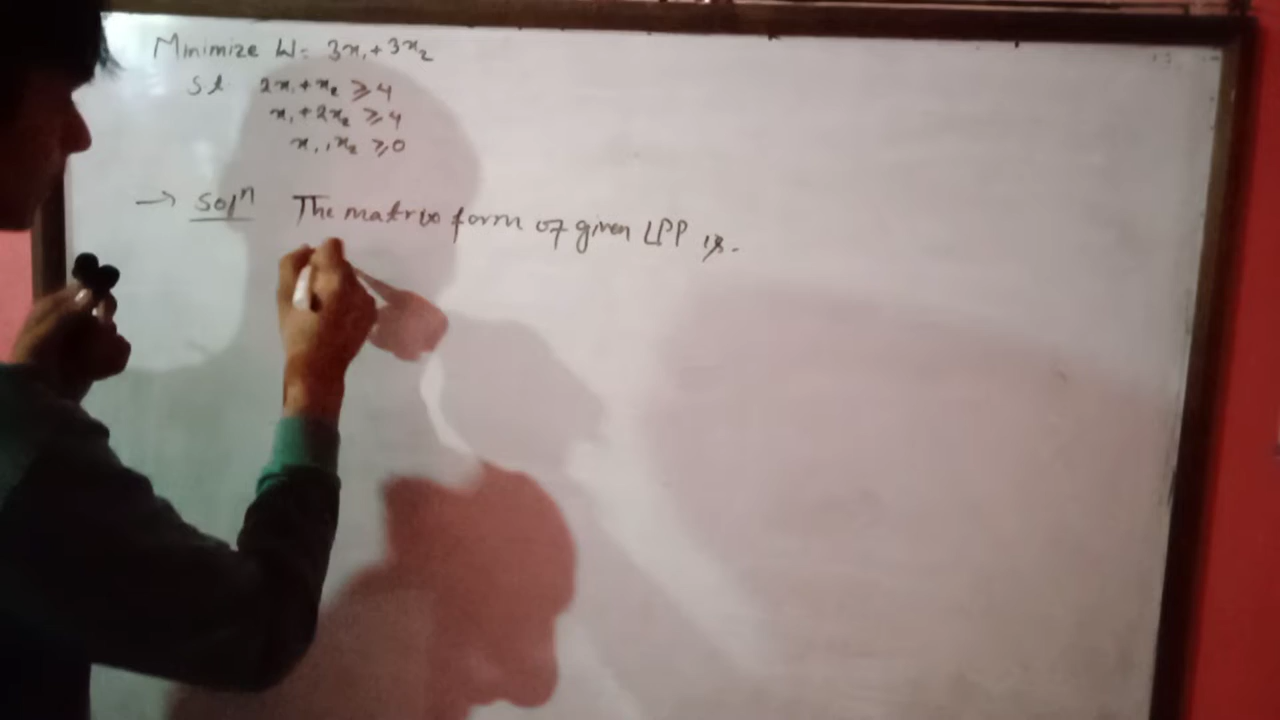 Minimize W= 3x₁+3x₂
St 2x₁+x₂ ⩾4
x₁+2x₂ ⩾4
x₁,x₂ ⩾0
→ Solⁿ The matrix form of given LPP is.